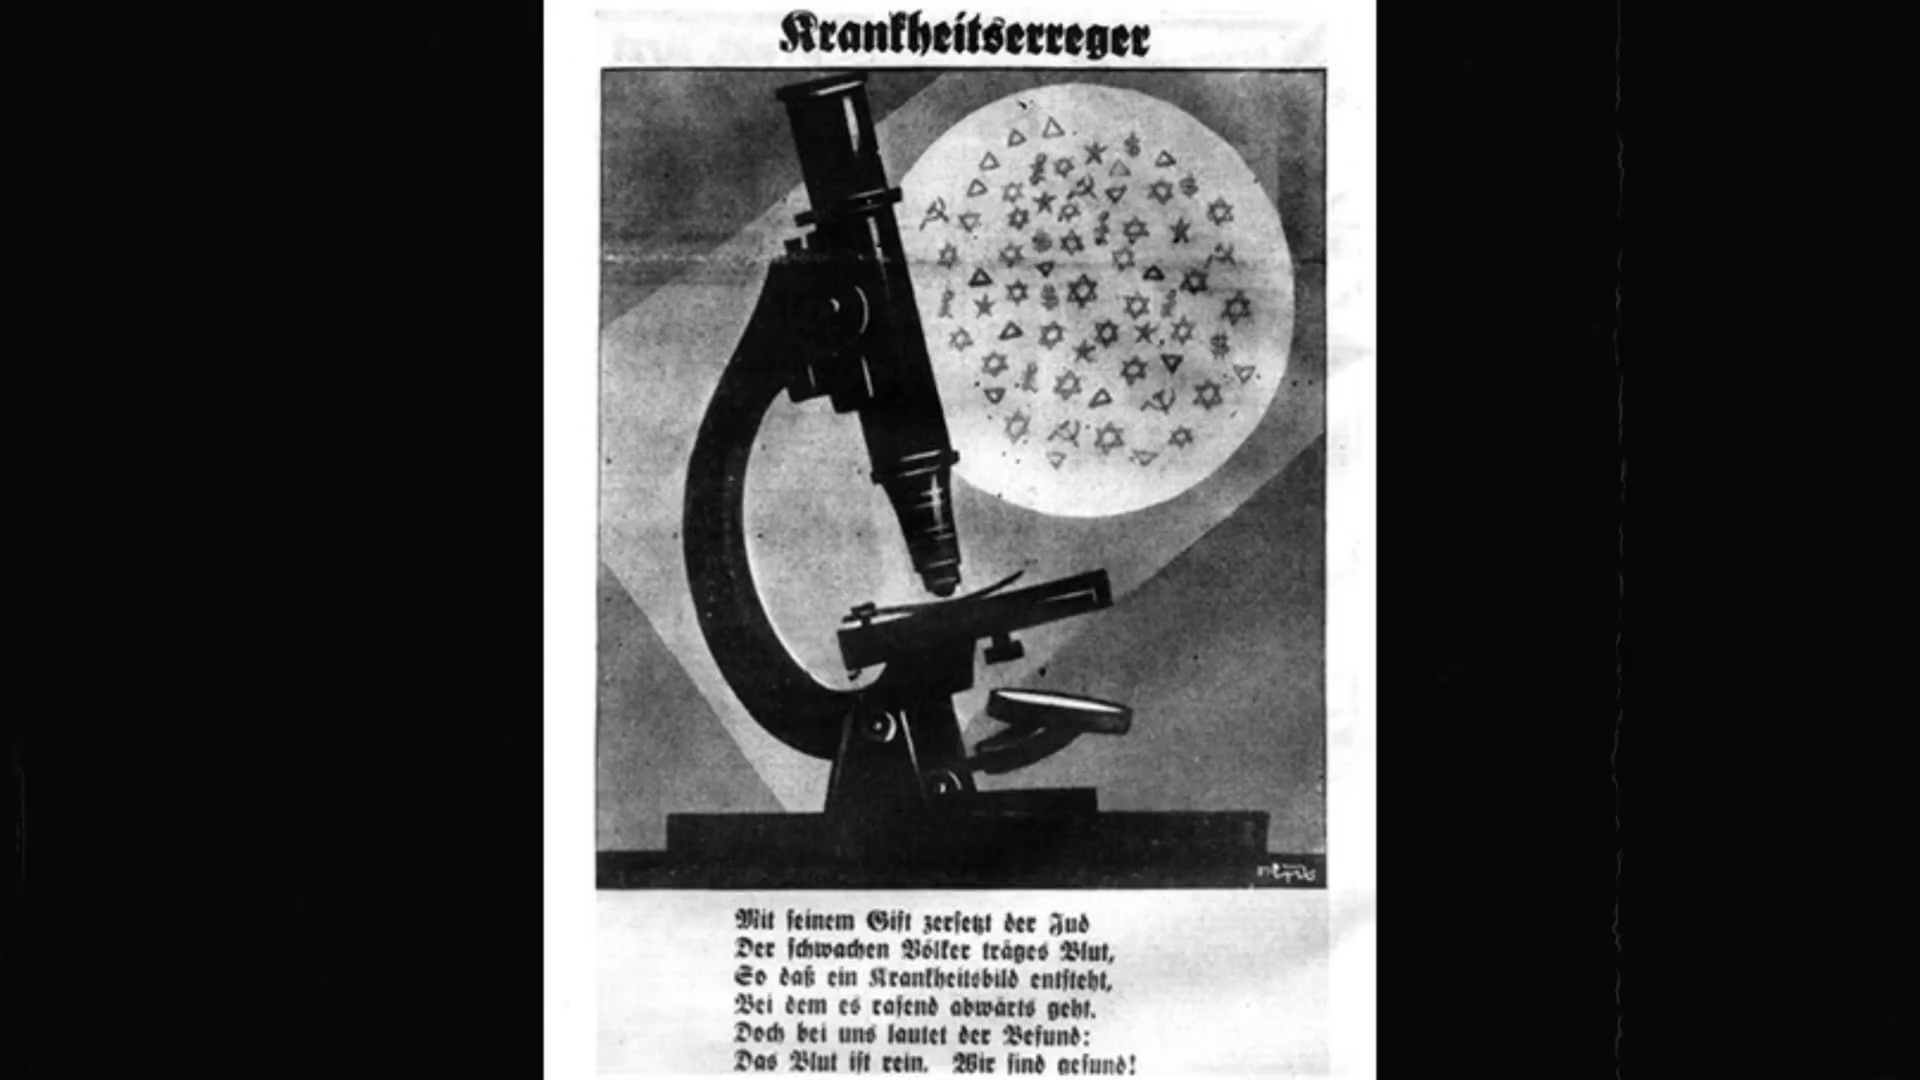 Krankheitserreger
Mit seinem Gift zersetzt der Jud
Der schwachen Völker träges Blut,
So daß ein Krankheitsbild entsteht,
Bei dem es rasend abwärts geht.
Doch bei uns lautet der Befund:
Das Blut ist rein. Wir sind gesund!